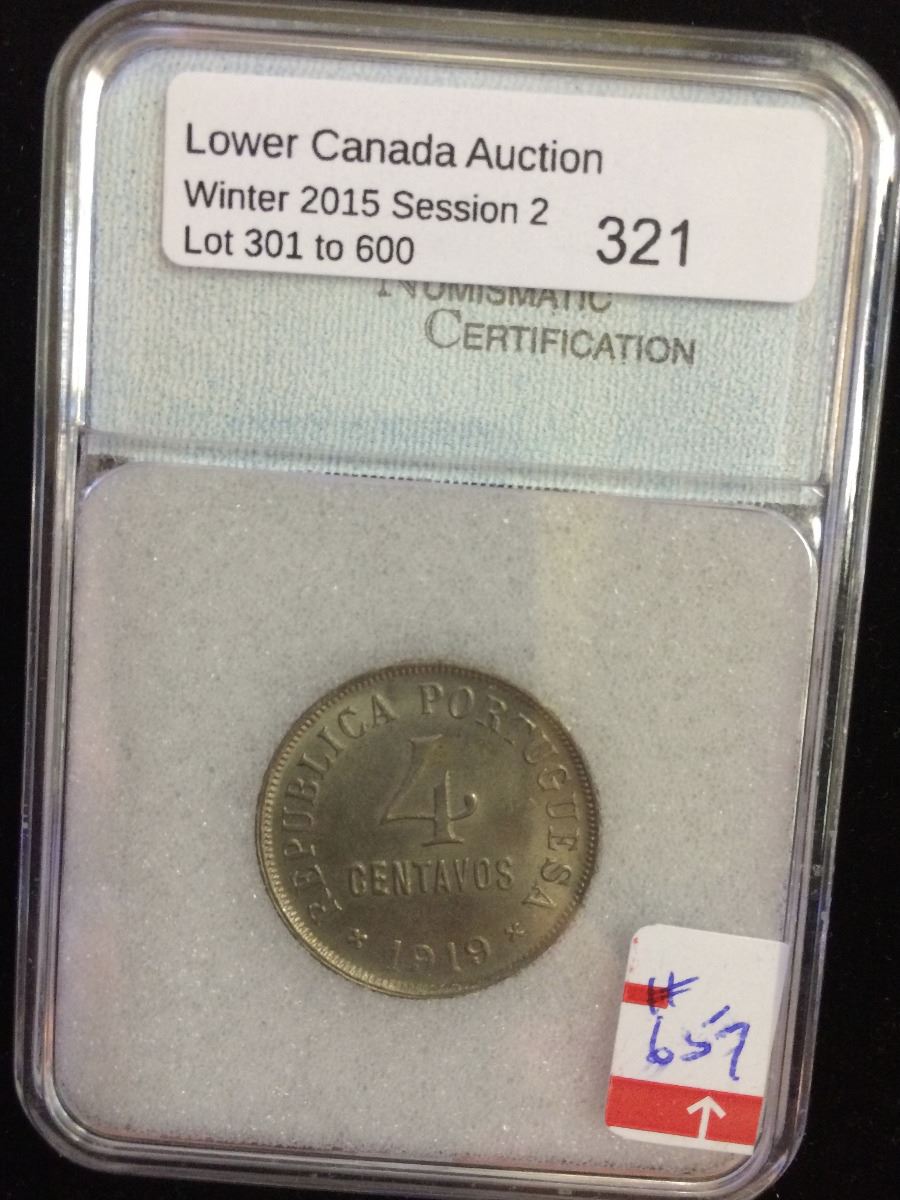 Lower Canada Auction
Winter 2015 Session 2
Lot 301 to 600
321
NUMISMATIC
CERTIFICATION
REPUBLICA PORTUGUESA
4
CENTAVOS
* 1919 *
#
657